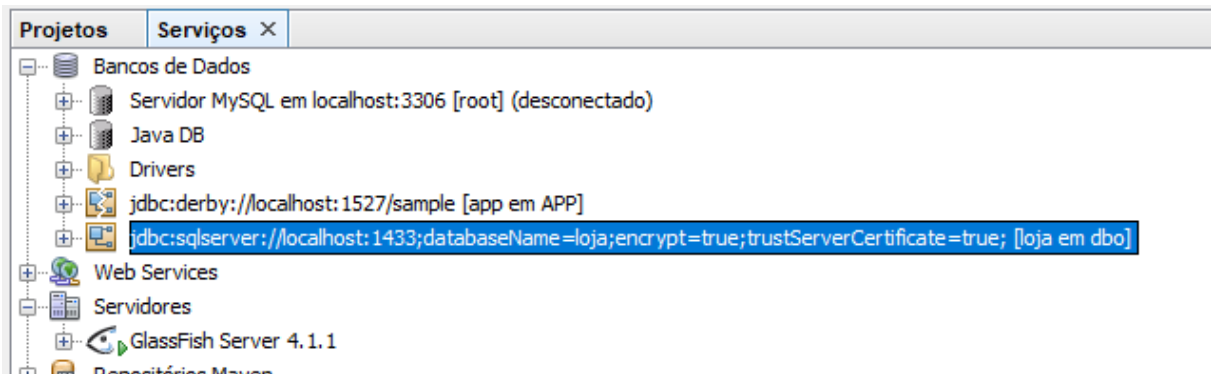 Projetos Serviços ×
Bancos de Dados
Servidor MySQL em localhost:3306 [root] (desconectado)
Java DB
Drivers
jdbc:derby://localhost:1527/sample [app em APP]
jdbc:sqlserver://localhost:1433;databaseName=loja;encrypt=true;trustServerCertificate=true; [loja em dbo]
Web Services
Servidores
GlassFish Server 4.1.1
Repositórios Maven